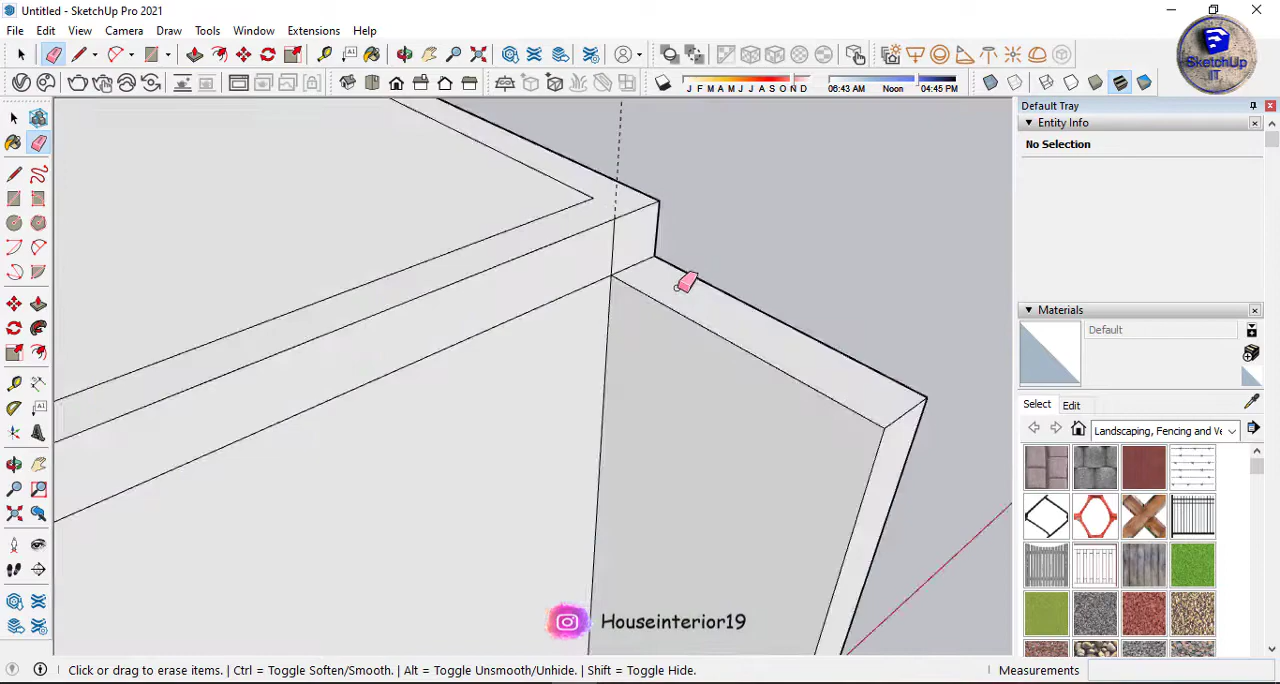 Untitled - SketchUp Pro 2021
File Edit View Camera Draw Tools Window Extensions Help
SketchUp
IT
J F M A M J J A S O N D 06:43 AM Noon 04:45 PM
Default Tray
Entity Info
No Selection
Materials
Default
Select Edit
Landscaping, Fencing and Ve
Houseinterior19
Click or drag to erase items. | Ctrl = Toggle Soften/Smooth. | Alt = Toggle Unsmooth/Unhide. | Shift = Toggle Hide.
Measurements